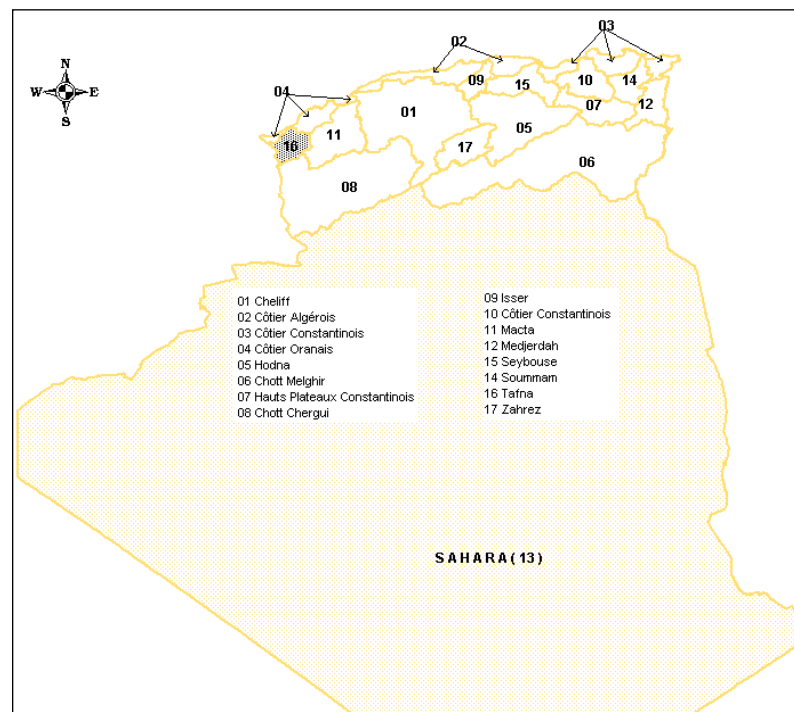 03
02
N
W E
S
04
09
15
10
14
07
12
01
05
11
16
17
06
08
01 Cheliff
02 Côtier Algérois
03 Côtier Constantinois
04 Côtier Oranais
05 Hodna
06 Chott Melghir
07 Hauts Plateaux Constantinois
08 Chott Chergui
09 Isser
10 Côtier Constantinois
11 Macta
12 Medjerdah
15 Seybouse
14 Soummam
16 Tafna
17 Zahrez
SAHARA(13)